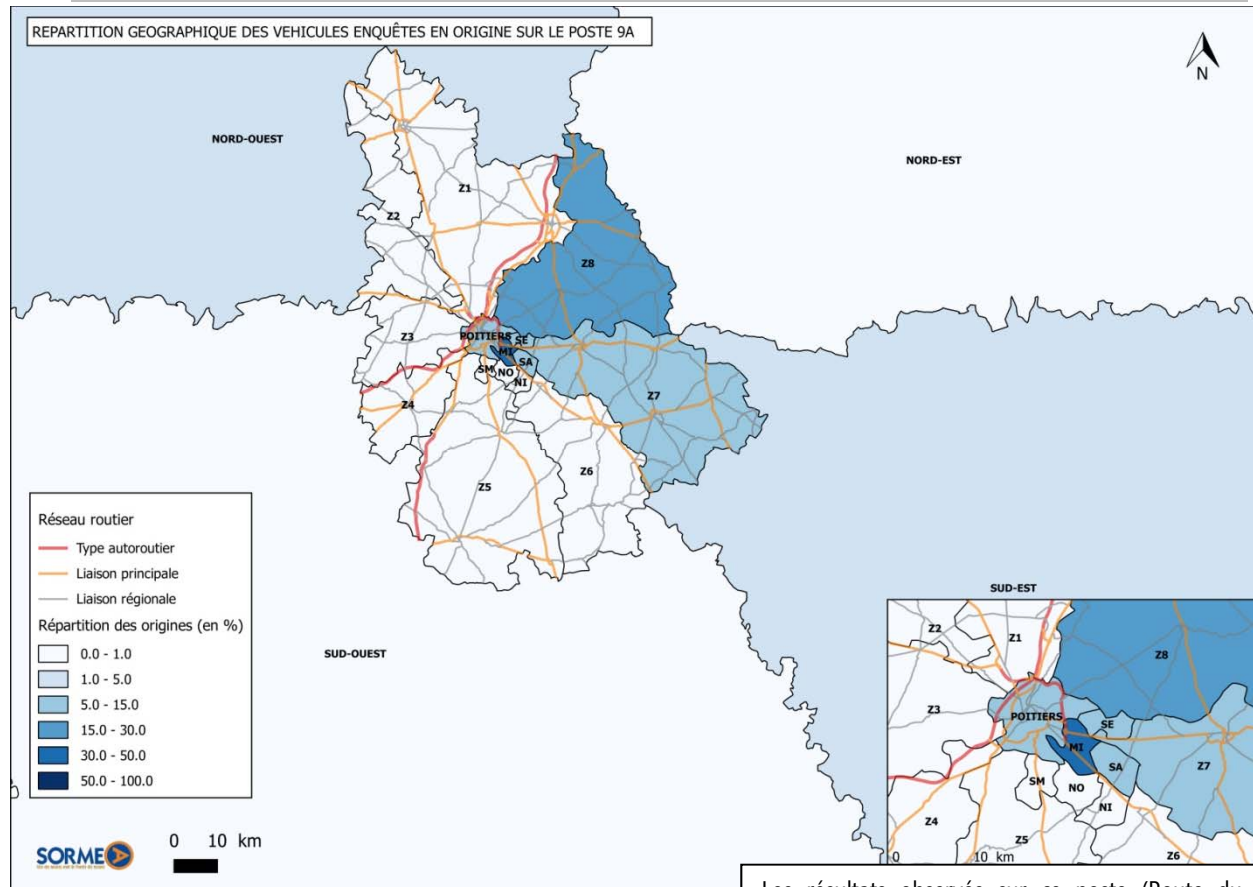 REPARTITION GEOGRAPHIQUE DES VEHICULES ENQUÊTES EN ORIGINE SUR LE POSTE 9A
N
NORD-OUEST
NORD-EST
Z1
Z2
Z8
Z3
POITIERS
SE
MI
SA
SM
NO
NI
Z4
Z7
Z5
Z6
SUD-EST
SUD-OUEST
Réseau routier
Type autoroutier
Liaison principale
Liaison régionale
Répartition des origines (en %)
0.0 - 1.0
1.0 - 5.0
5.0 - 15.0
15.0 - 30.0
30.0 - 50.0
50.0 - 100.0
SORMEA
0 10 km
Z2
Z1
Z8
Z3
POITIERS
SE
MI
SA
Z7
SM
NO
NI
Z4
Z5
Z6
0 10 km